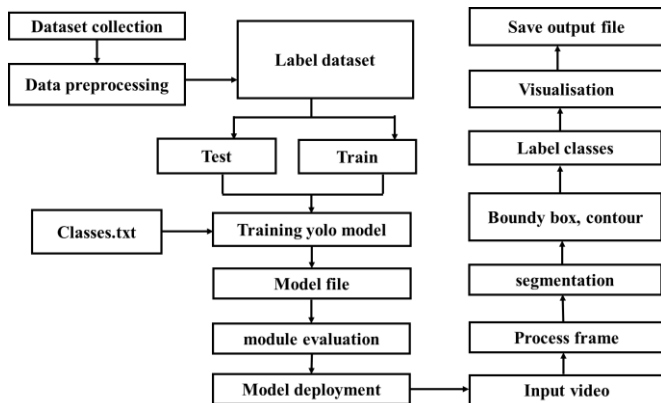 Dataset collection
Data preprocessing
Label dataset
Test
Train
Classes.txt
Training yolo model
Model file
module evaluation
Model deployment
Input video
Process frame
segmentation
Boundy box, contour
Label classes
Visualisation
Save output file